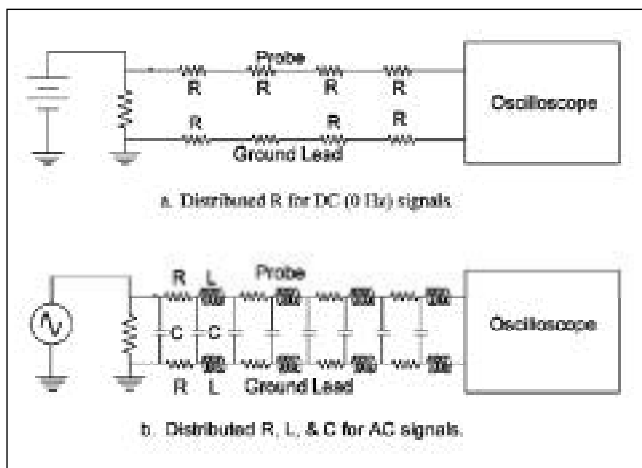 Probe
R R R R
Oscilloscope
R R R
Ground Lead
a. Distributed R for DC (0 Hz) signals.
R L Probe
C C
Oscilloscope
R L Ground Lead
b. Distributed R, L, & C for AC signals.